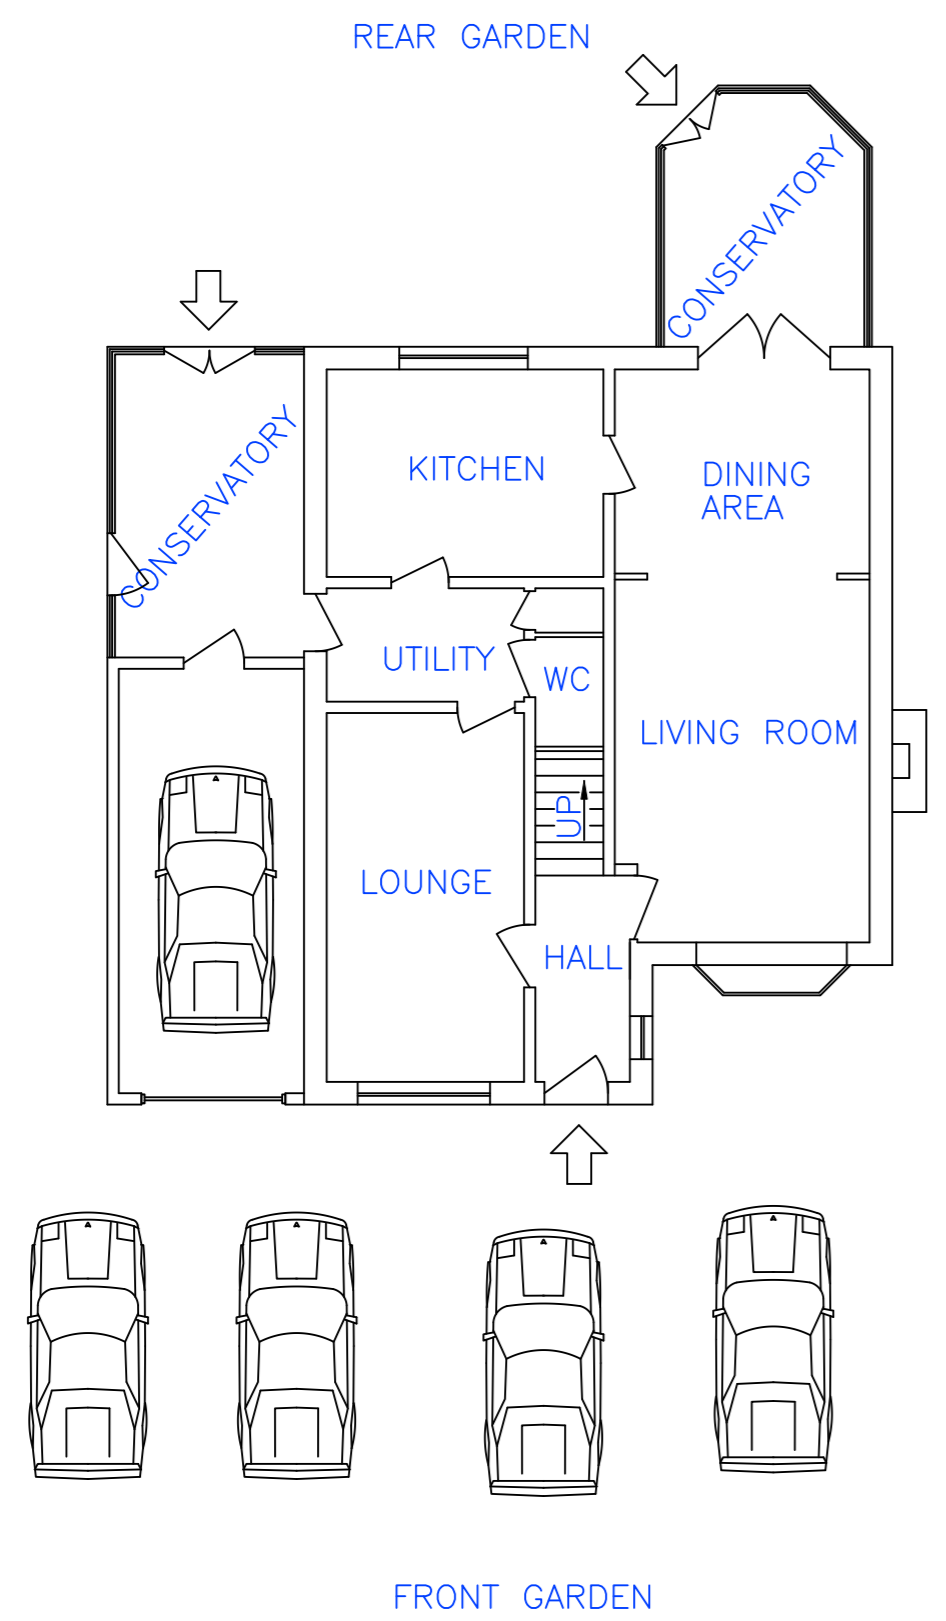 REAR GARDEN
CONSERVATORY
CONSERVATORY
KITCHEN
DINING
AREA
UTILITY
WC
LIVING ROOM
UP
LOUNGE
HALL
FRONT GARDEN